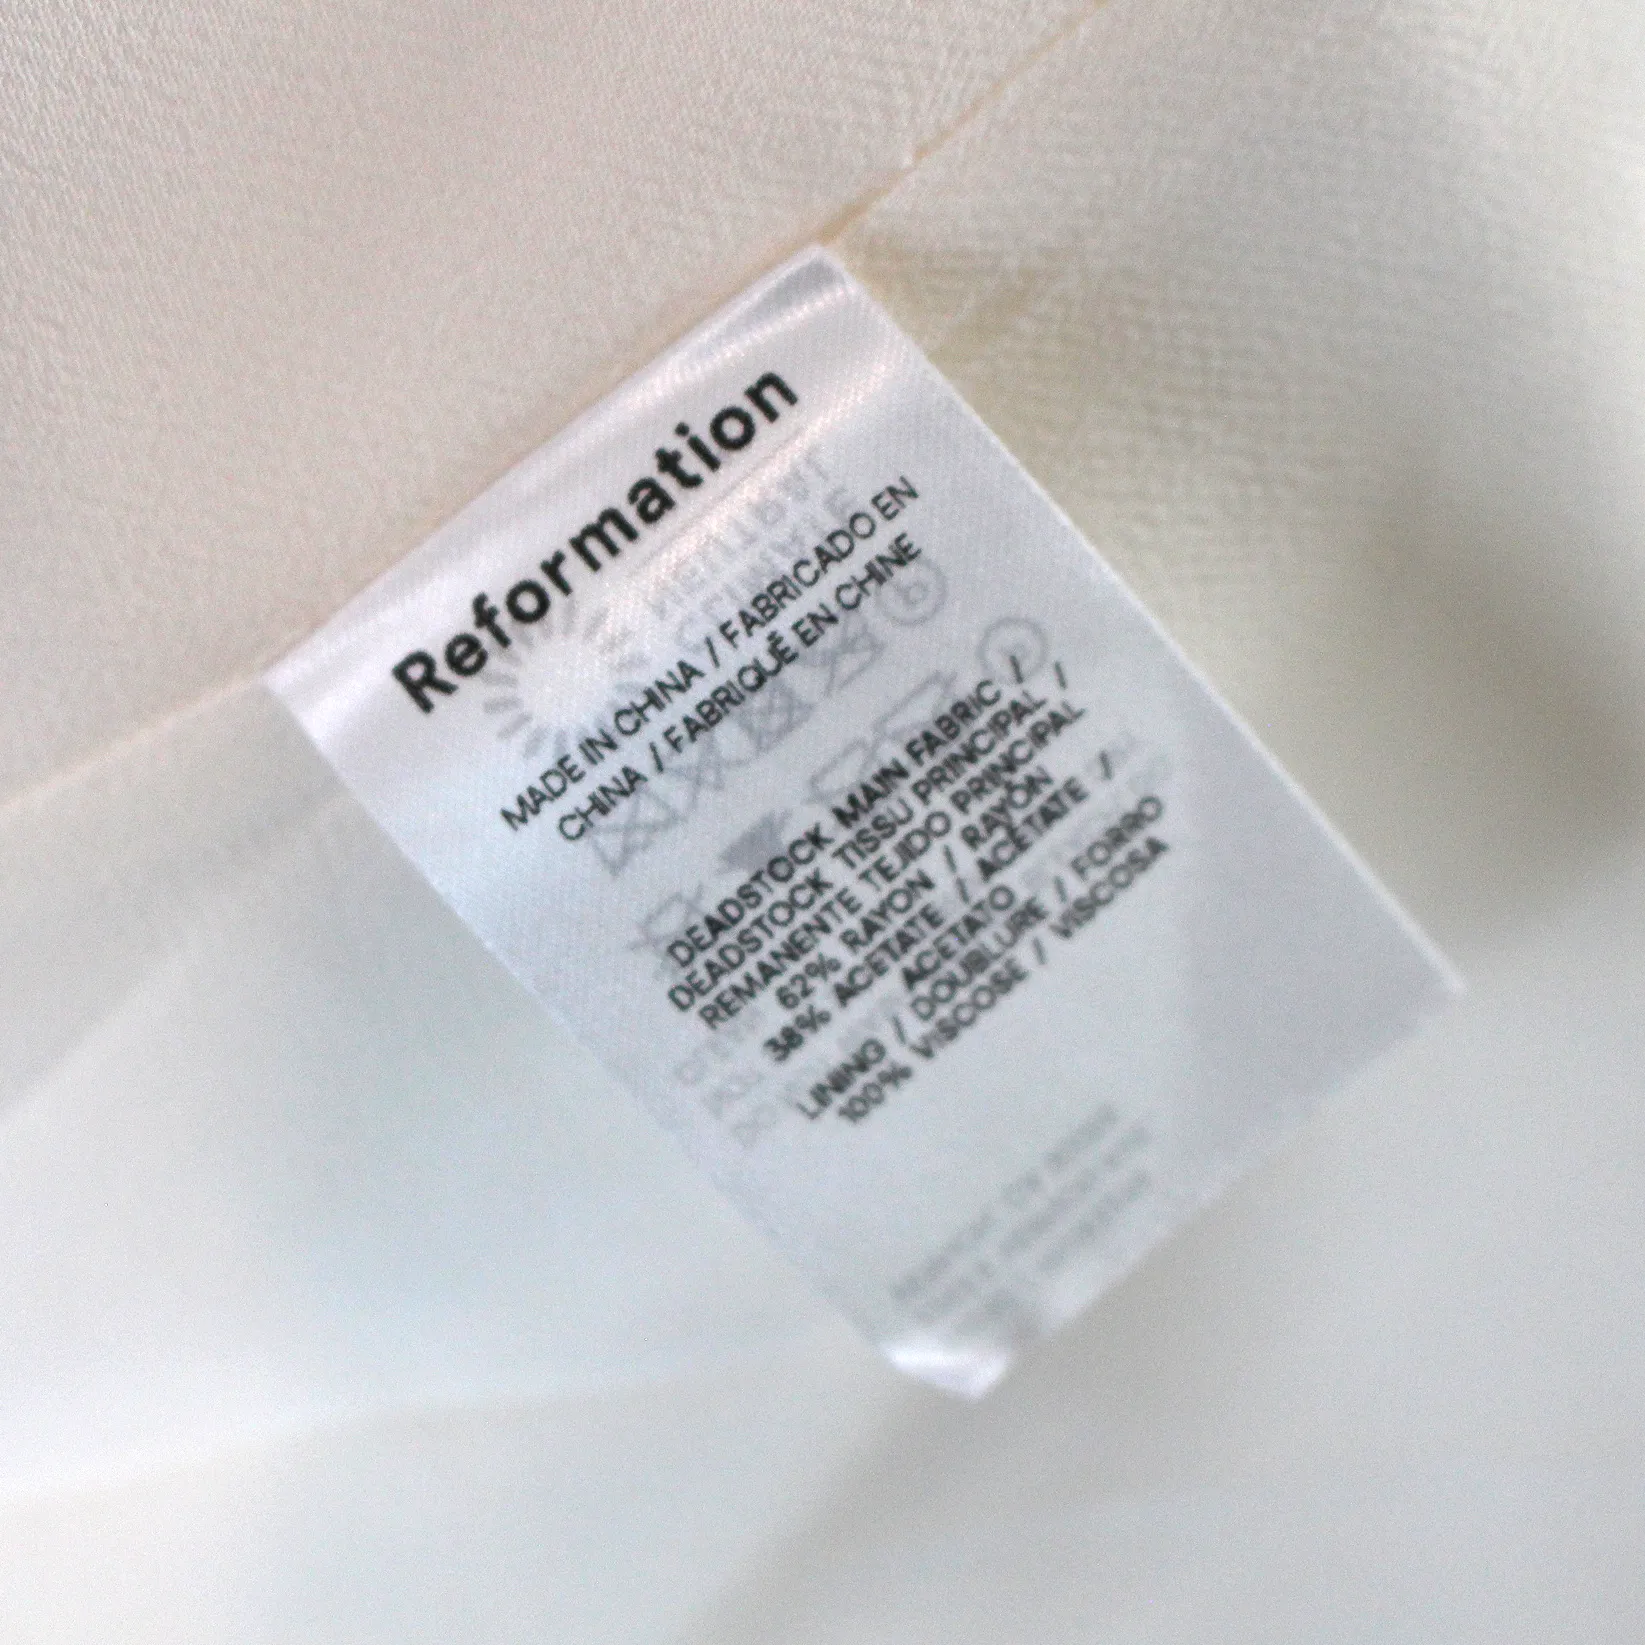 Reformation
MADE IN CHINA / FABRICADO EN
CHINA / FABRIQUÉ EN CHINE
DEADSTOCK MAIN FABRIC /
DEADSTOCK TISSU PRINCIPAL /
REMANENTE TEJIDO PRINCIPAL
62% RAYON / RAYÓN
38% ACETATE / ACÉTATE /
ACETATO
LINING / DOUBLURE / FORRO
100% VISCOSE / VISCOSA